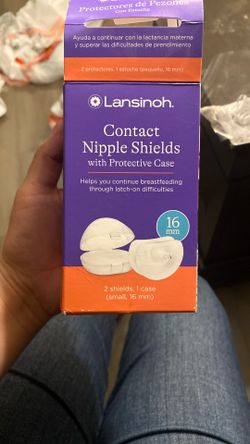 Protectores de Pezones
Con Estuche
Ayuda a continuar con la lactancia materna
y superar las dificultades de prendimiento
2 protectores, 1 estuche (pequeño, 16 mm)
Lansinoh.
Contact
Nipple Shields
with Protective Case
Helps you continue breastfeeding
through latch-on difficulties
16
mm
2 shields, 1 case
(small, 16 mm)